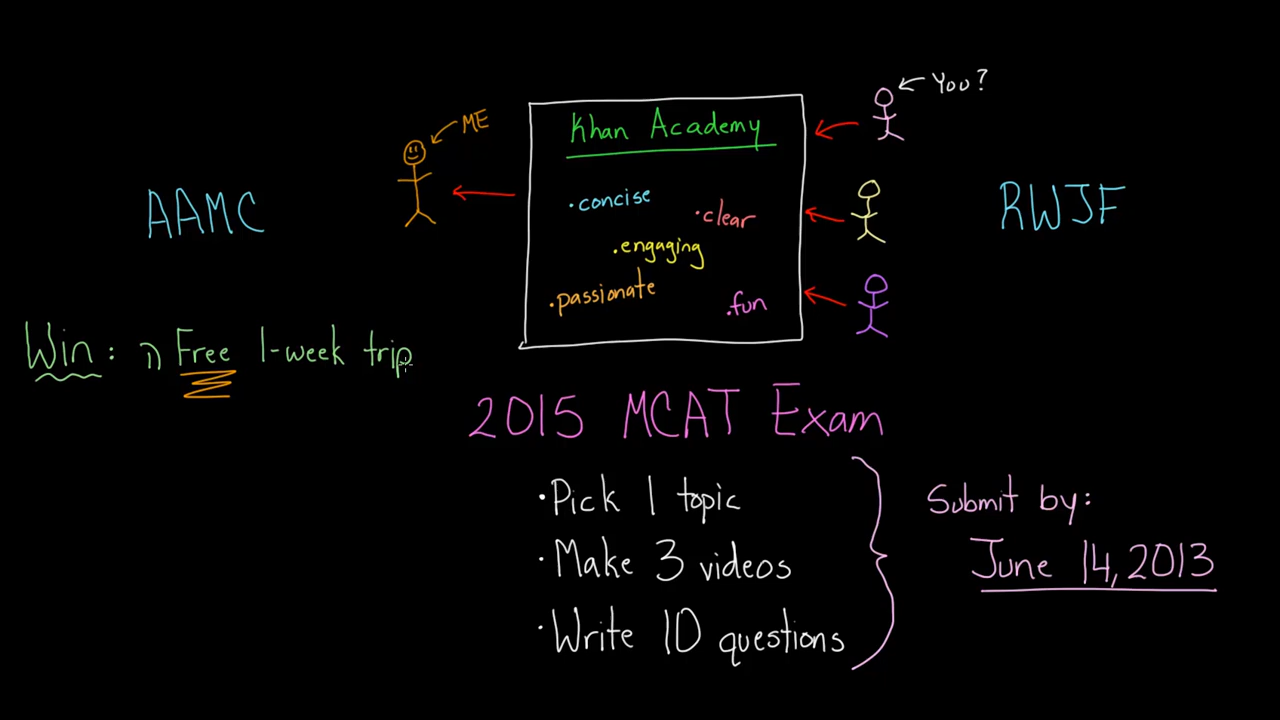 You?
ME
Khan Academy
AAMC
•concise
•clear
RWJF
•engaging
•passionate
•fun
Win: 1) Free 1-week trip
2015 MCAT Exam
•Pick 1 topic
•Make 3 videos
•Write 10 questions
Submit by:
June 14, 2013